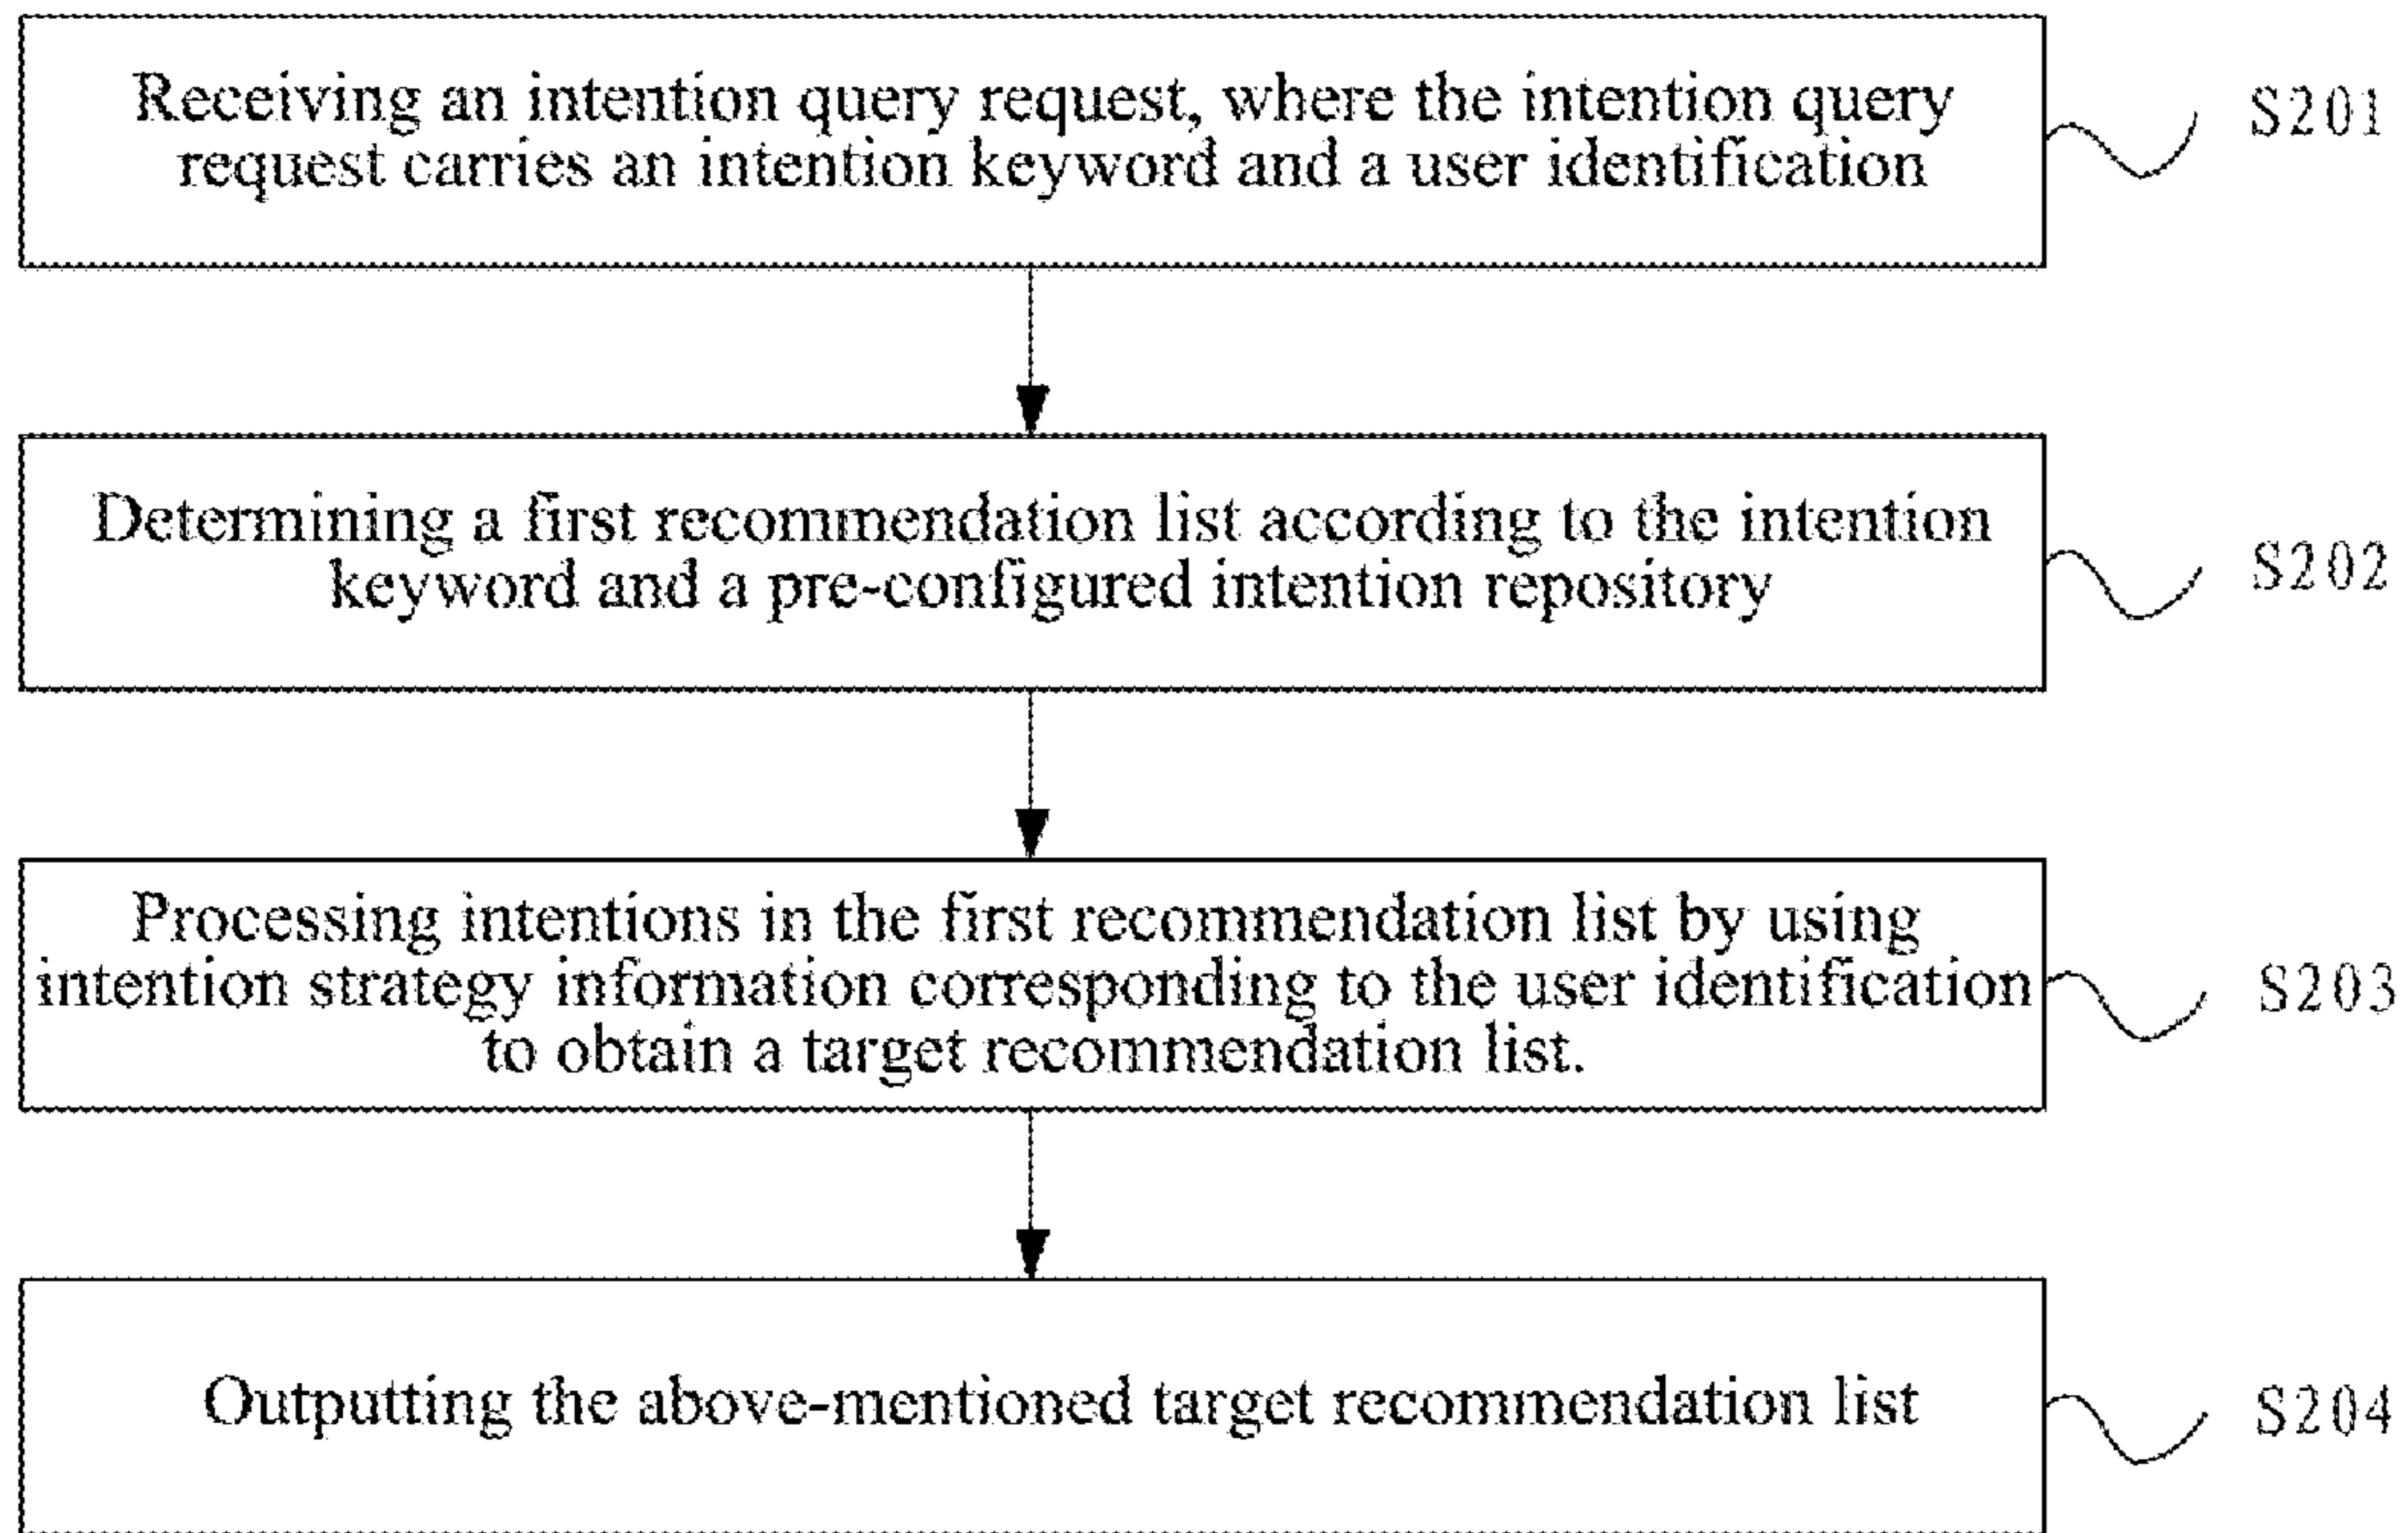 Receiving an intention query request, where the intention query
request carries an intention keyword and a user identification
S201
Determining a first recommendation list according to the intention
keyword and a pre-configured intention repository
S202
Processing intentions in the first recommendation list by using
intention strategy information corresponding to the user identification
to obtain a target recommendation list.
S203
Outputting the above-mentioned target recommendation list
S204